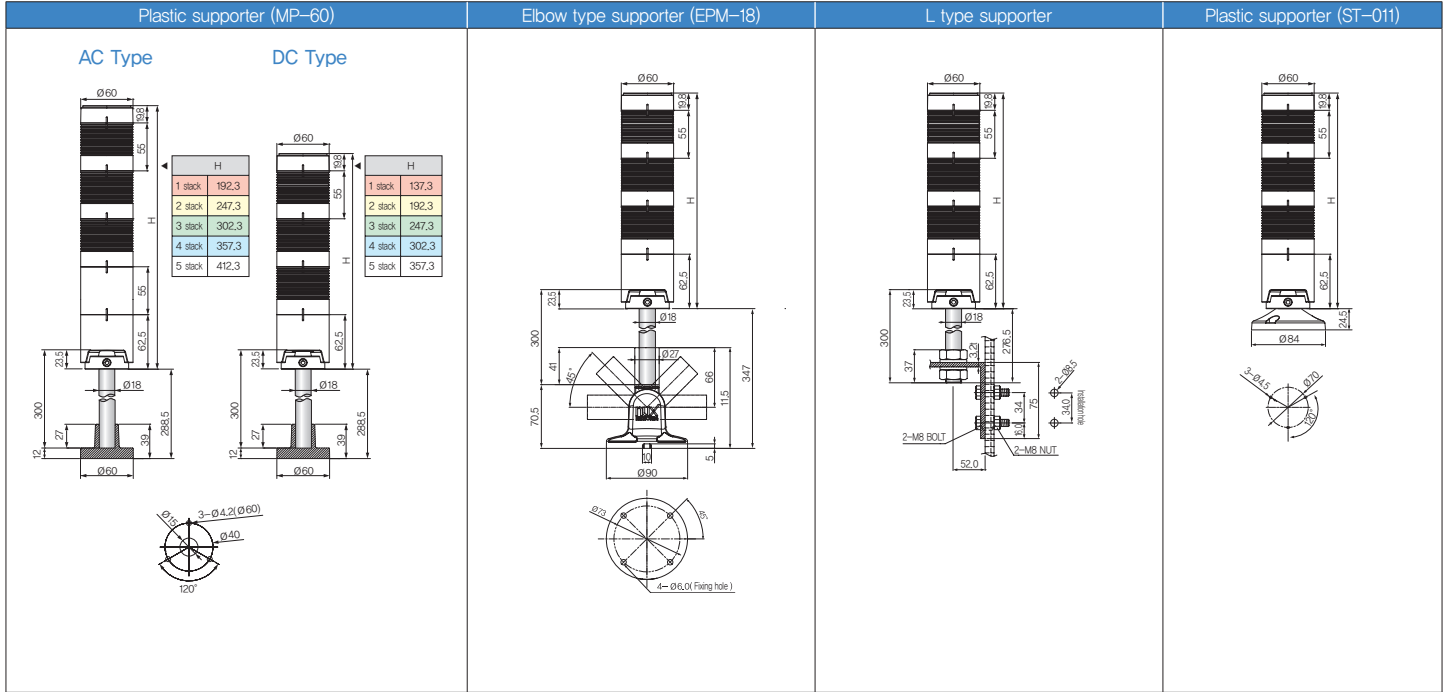 Plastic supporter (MP-60)
Elbow type supporter (EPM-18)
L type supporter
Plastic supporter (ST-011)
AC Type
DC Type
Ø60
19.8
55
H
55
62.5
23.5
Ø18
300
288.5
27
39
12
Ø60
H
1 stack 192.3
2 stack 247.3
3 stack 302.3
4 stack 357.3
5 stack 412.3
Ø60
19.8
55
H
62.5
23.5
Ø18
300
288.5
27
39
12
Ø60
H
1 stack 137.3
2 stack 192.3
3 stack 247.3
4 stack 302.3
5 stack 357.3
Ø15
3-Ø4.2(Ø60)
Ø40
120°
Ø60
19.8
55
H
62.5
23.5
Ø18
300
Ø27
41
45°
66
11.5
347
70.5
10
5
Ø90
Ø73
45°
4-Ø6.0(Fixing hole)
Ø60
19.8
55
H
62.5
23.5
Ø18
300
276.5
37
3.2t
2-Ø8.5
34
75
34.0
Installation hole
16.0
2-M8 BOLT
2-M8 NUT
52.0
Ø60
19.8
55
H
62.5
24.5
Ø84
3-Ø4.5
Ø70
120°